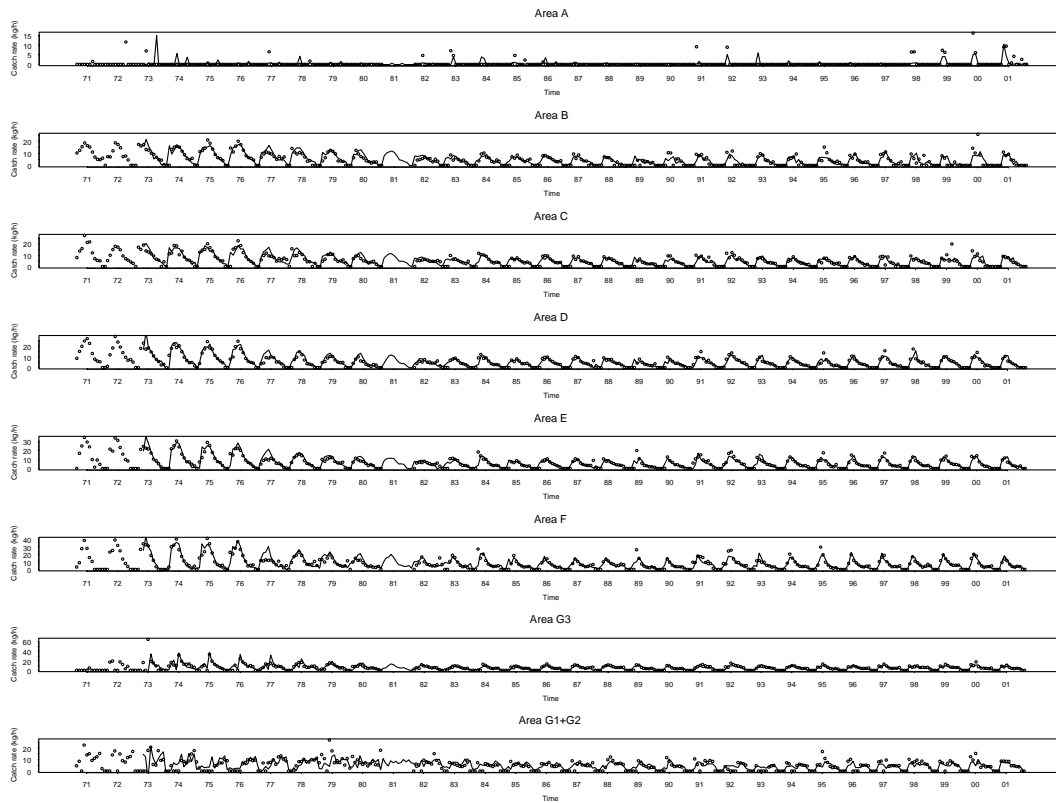 Area A
Catch rate (kg/h)
15
10
5
0
71 72 73 74 75 76 77 78 79 80 81 82 83 84 85 86 87 88 89 90 91 92 93 94 95 96 97 98 99 00 01
Time
Area B
Catch rate (kg/h)
20
10
0
71 72 73 74 75 76 77 78 79 80 81 82 83 84 85 86 87 88 89 90 91 92 93 94 95 96 97 98 99 00 01
Time
Area C
Catch rate (kg/h)
20
10
0
71 72 73 74 75 76 77 78 79 80 81 82 83 84 85 86 87 88 89 90 91 92 93 94 95 96 97 98 99 00 01
Time
Area D
Catch rate (kg/h)
20
10
0
71 72 73 74 75 76 77 78 79 80 81 82 83 84 85 86 87 88 89 90 91 92 93 94 95 96 97 98 99 00 01
Time
Area E
Catch rate (kg/h)
30
20
10
0
71 72 73 74 75 76 77 78 79 80 81 82 83 84 85 86 87 88 89 90 91 92 93 94 95 96 97 98 99 00 01
Time
Area F
Catch rate (kg/h)
40
30
20
10
0
71 72 73 74 75 76 77 78 79 80 81 82 83 84 85 86 87 88 89 90 91 92 93 94 95 96 97 98 99 00 01
Time
Area G3
Catch rate (kg/h)
60
40
20
0
71 72 73 74 75 76 77 78 79 80 81 82 83 84 85 86 87 88 89 90 91 92 93 94 95 96 97 98 99 00 01
Time
Area G1+G2
Catch rate (kg/h)
20
10
0
71 72 73 74 75 76 77 78 79 80 81 82 83 84 85 86 87 88 89 90 91 92 93 94 95 96 97 98 99 00 01
Time